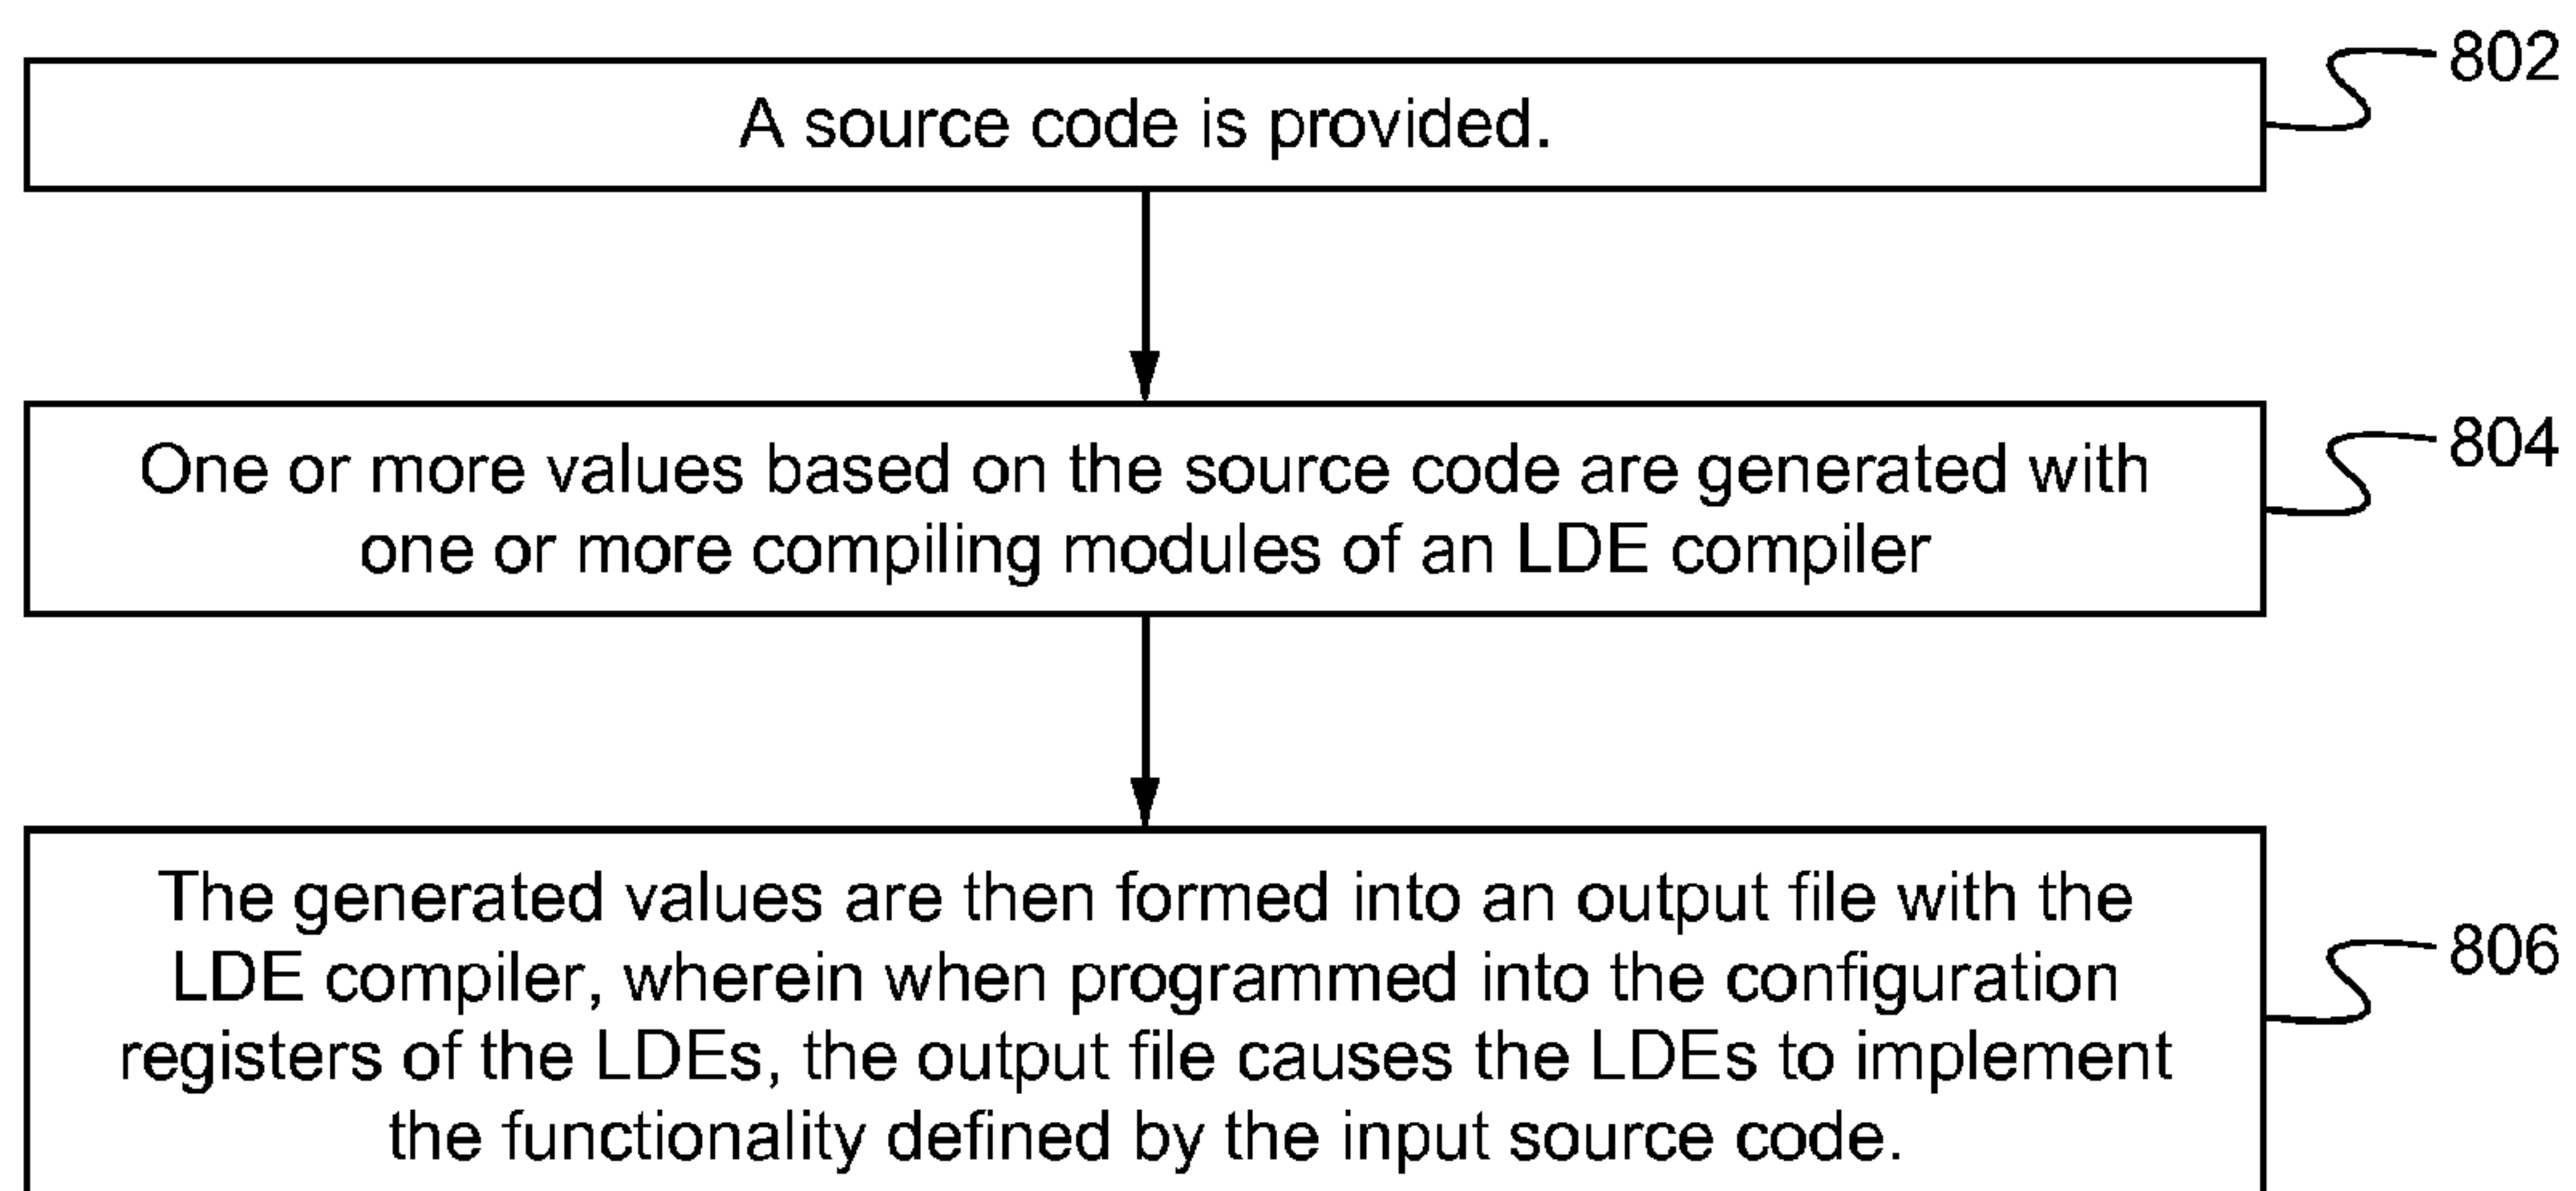 802
A source code is provided.
804
One or more values based on the source code are generated with
one or more compiling modules of an LDE compiler
806
The generated values are then formed into an output file with the
LDE compiler, wherein when programmed into the configuration
registers of the LDEs, the output file causes the LDEs to implement
the functionality defined by the input source code.